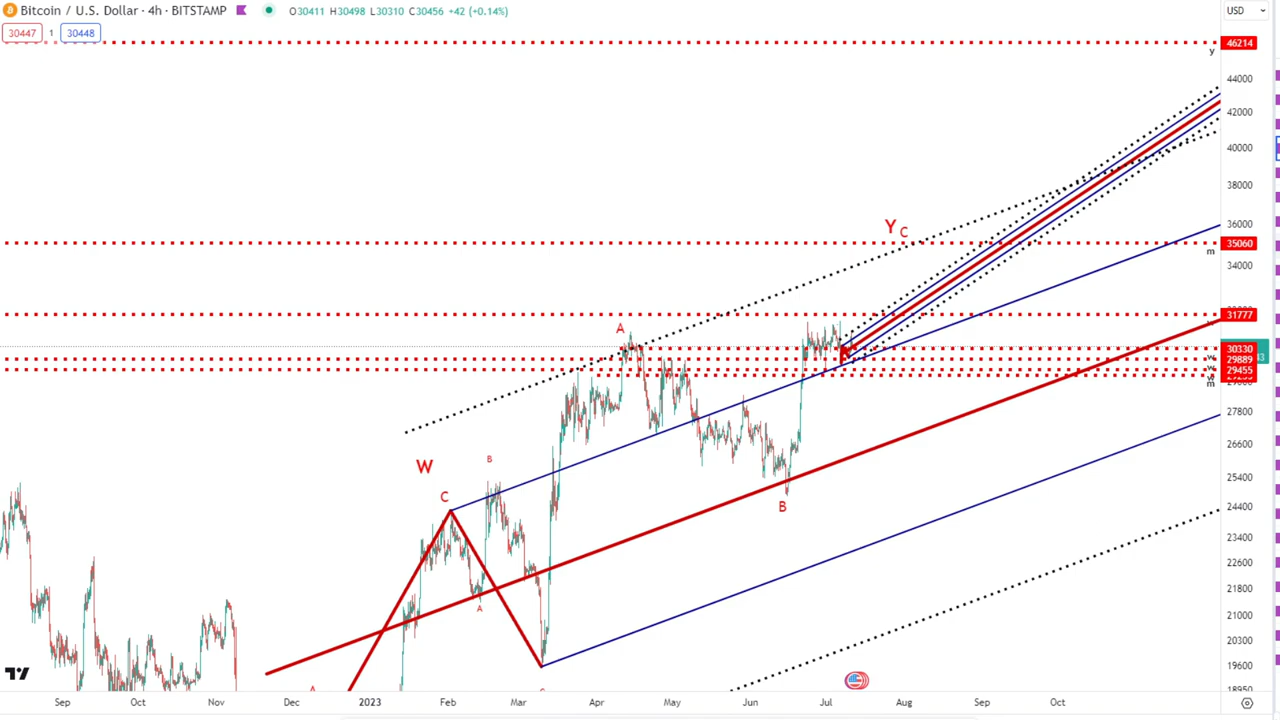 Bitcoin / U.S. Dollar · 4h · BITSTAMP O30411 H30498 L30310 C30456 +42 (+0.14%) USD
30447 1 30448
46214
y
44000
42000
40000
38000
36000
Y C
35060
m
34000
31777
A
30330
29889
w
29455
w
m
27800
26600
W
B
25400
C
B
24400
23400
22600
21800
A
21000
20300
19600
A
18950
Sep Oct Nov Dec 2023 Feb Mar Apr May Jun Jul Aug Sep Oct